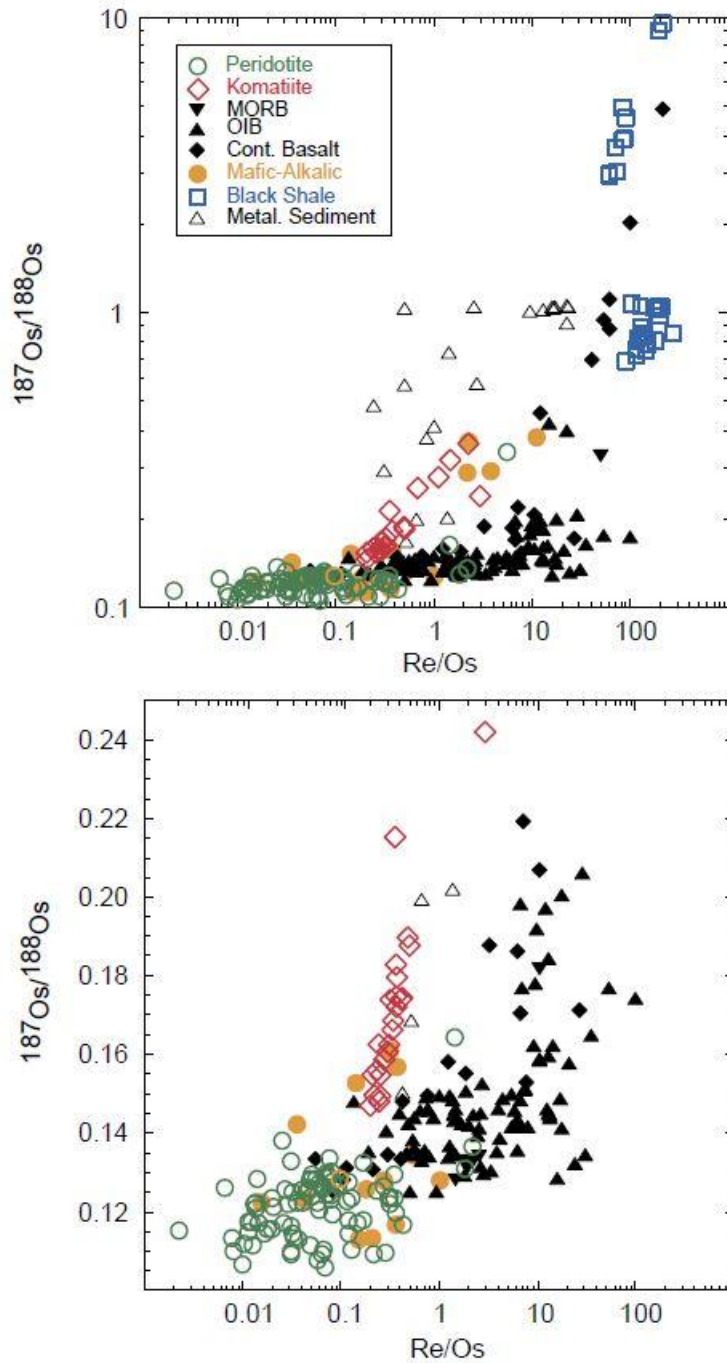 10
Peridotite
Komatiite
MORB
OIB
Cont. Basalt
Mafic-Alkalic
Black Shale
Metal. Sediment
187Os/188Os
1
0.1
0.01 0.1 1 10 100
Re/Os
0.24
0.22
0.20
187Os/188Os
0.18
0.16
0.14
0.12
0.01 0.1 1 10 100
Re/Os